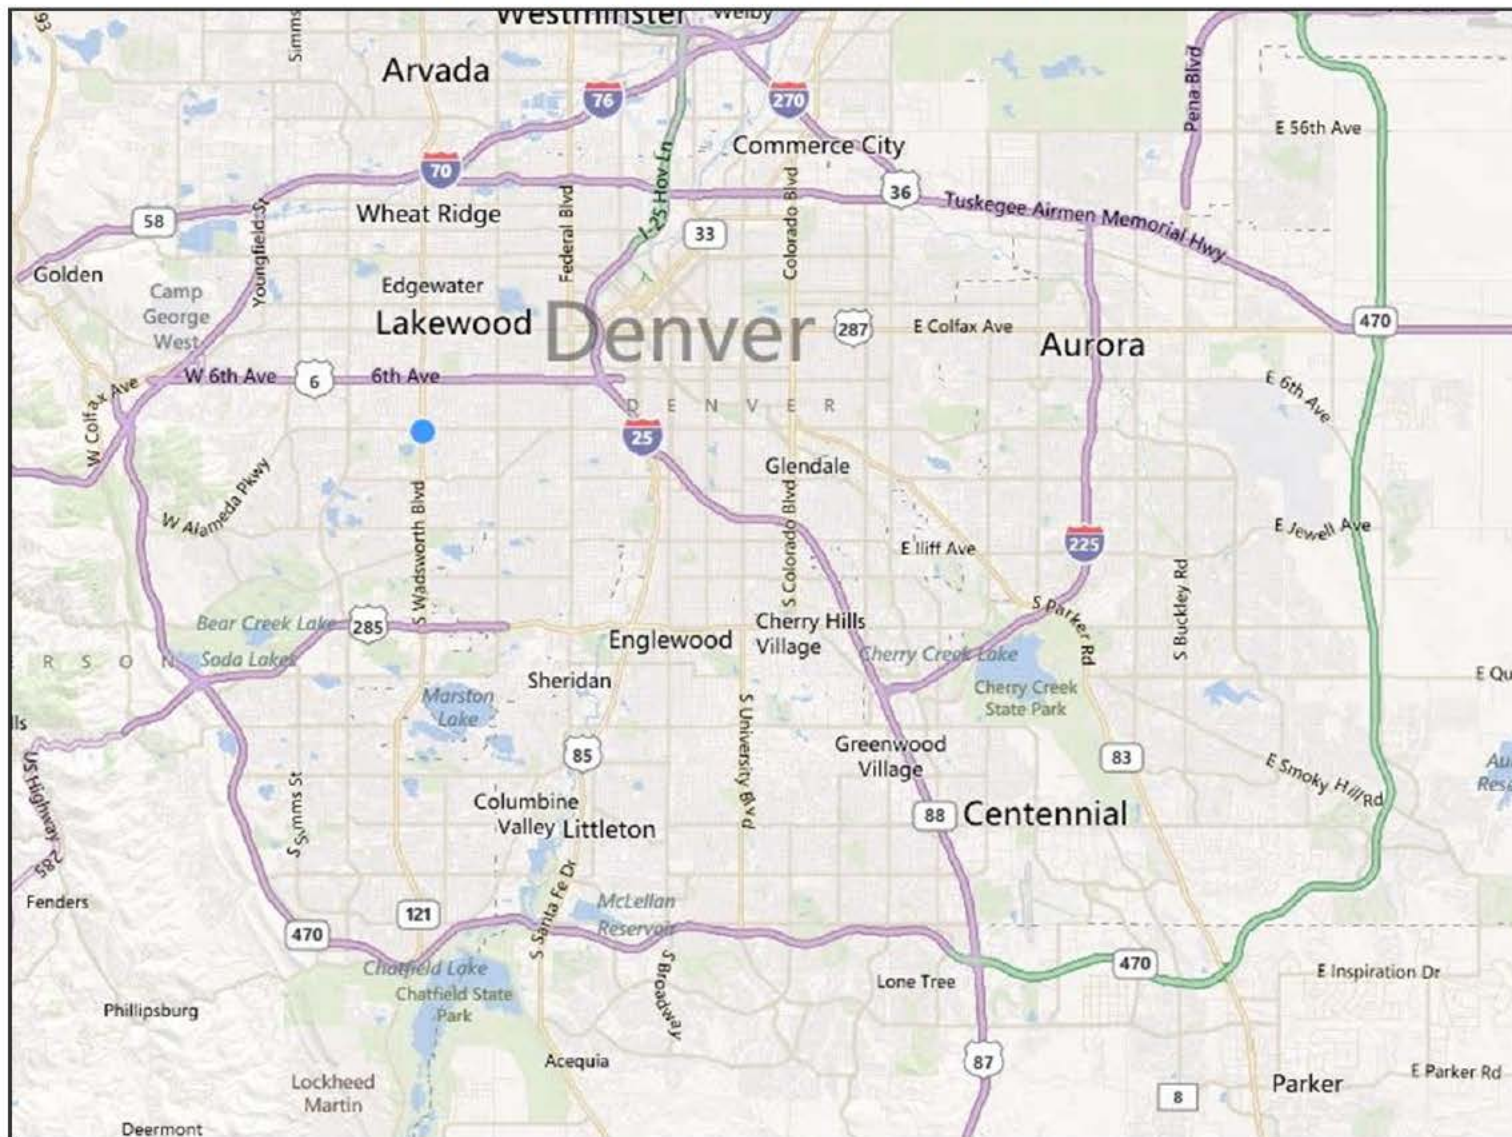 93
Simms
Westminster
Welby
Arvada
76
270
Pena Blvd
E 56th Ave
Commerce City
70
36
Tuskegee Airmen Memorial Hwy
58
Wheat Ridge
Youngfield St
Federal Blvd
I-25 Hov Ln
33
Colorado Blvd
Golden
Camp
George
West
Edgewater
Lakewood
Denver
287
E Colfax Ave
Aurora
470
W 6th Ave
6
6th Ave
W Colfax Ave
DENVER
E 6th Ave
25
Glendale
W Alameda Pkwy
S Wadsworth Blvd
S Colorado Blvd
E Iliff Ave
225
E Jewell Ave
S Buckley Rd
Bear Creek Lake
285
Englewood
Cherry Hills
Village
S Parker Rd
Cherry Creek Lake
E R S O N
Soda Lakes
Sheridan
Cherry Creek
State Park
E Qu
Marston
Lake
S University Blvd
lls
US Highway 285
85
Greenwood
Village
83
E Smoky Hill Rd
Au
Rese
S Simms St
Columbine
Valley
Littleton
88
Centennial
Fenders
121
S Santa Fe Dr
McLellan
Reservoir
470
Chatfield Lake
Chatfield State
Park
S Broadway
Lone Tree
470
E Inspiration Dr
Phillipsburg
Acequia
87
Lockheed
Martin
8
Parker
E Parker Rd
Deermont